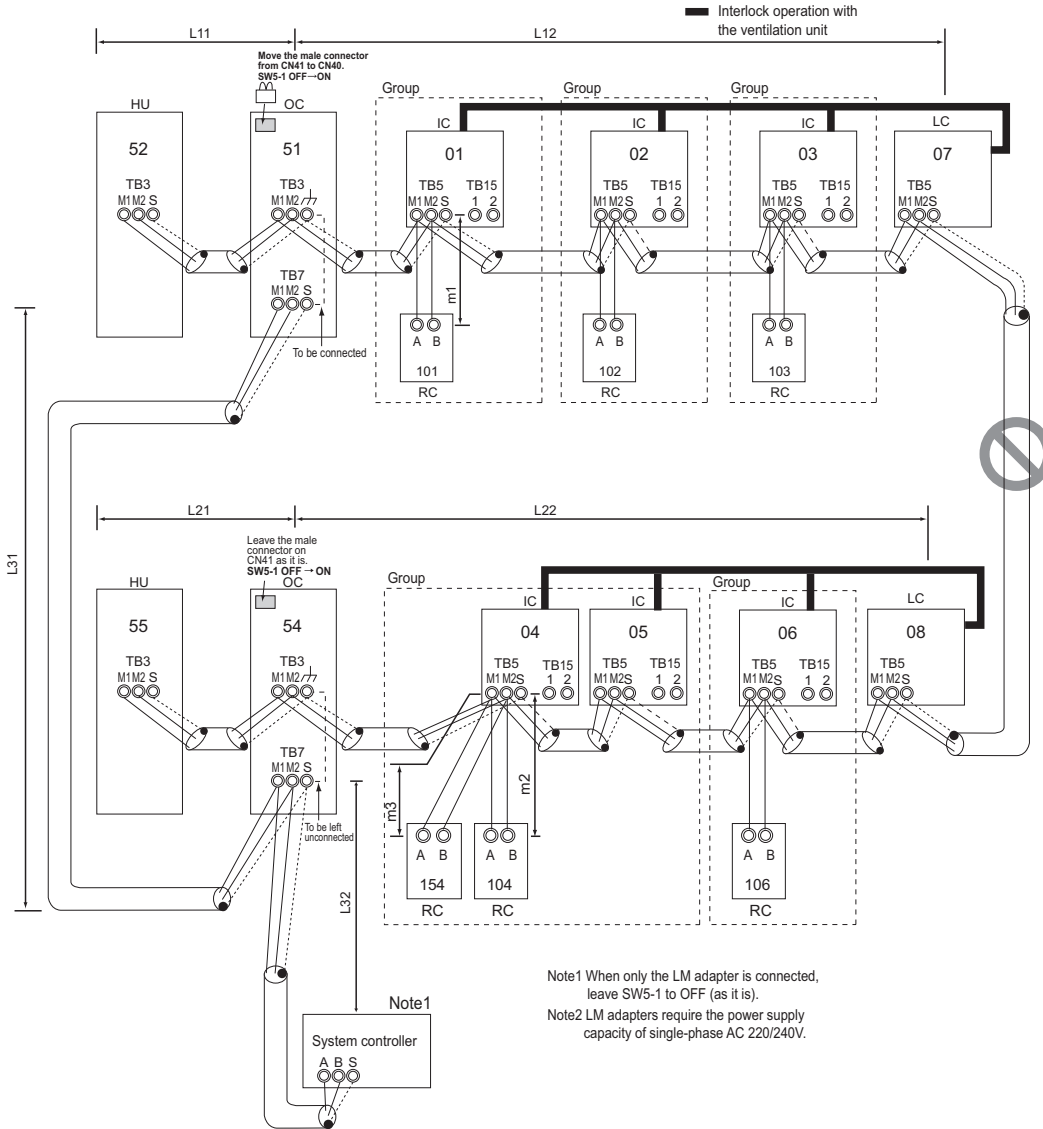 Interlock operation with
the ventilation unit
L11
L12
Move the male connector
from CN41 to CN40.
SW5-1 OFF→ON
HU
OC
Group
Group
Group
IC
IC
IC
LC
52
51
01
02
03
07
TB3
TB3
TB5
TB15
TB5
TB15
TB5
TB15
TB5
M1 M2 S
M1 M2
M1 M2 S
1 2
M1 M2 S
1 2
M1 M2 S
1 2
M1 M2 S
TB7
M1 M2 S
To be connected
m1
A B
101
RC
A B
102
RC
A B
103
RC
L31
L21
L22
Leave the male
connector on
CN41 as it is.
SW5-1 OFF → ON
HU
OC
Group
Group
IC
IC
IC
LC
55
54
04
05
06
08
TB3
TB3
TB5
TB15
TB5
TB15
TB5
TB15
TB5
M1 M2 S
M1 M2
M1 M2 S
1 2
M1 M2 S
1 2
M1 M2 S
1 2
M1 M2 S
TB7
M1 M2 S
To be left
unconnected
m3
m2
A B
154
RC
A B
104
RC
A B
106
RC
L32
Note1
System controller
A B S
Note1 When only the LM adapter is connected,
leave SW5-1 to OFF (as it is).
Note2 LM adapters require the power supply
capacity of single-phase AC 220/240V.